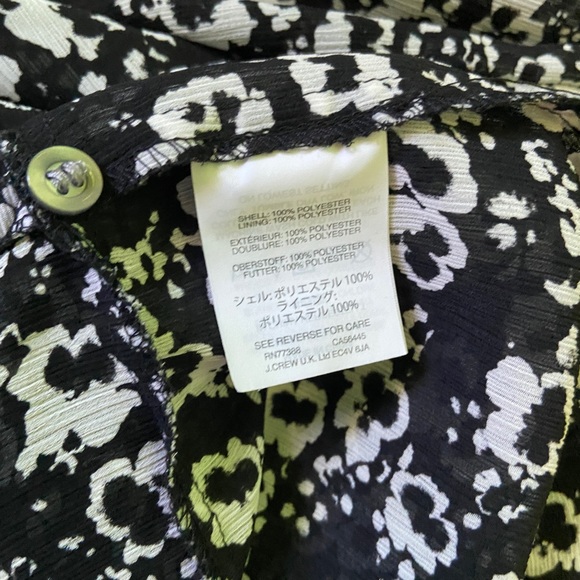 SHELL: 100% POLYESTER
LINING: 100% POLYESTER
EXTÉRIEUR: 100% POLYESTER
DOUBLURE: 100% POLYESTER
OBERSTOFF: 100% POLYESTER
FUTTER: 100% POLYESTER
シェル: ポリエステル 100%
ライニング:
ポリエステル 100%
SEE REVERSE FOR CARE
RN77388 CA56445
J.CREW U.K. Ltd EC4V 6JA